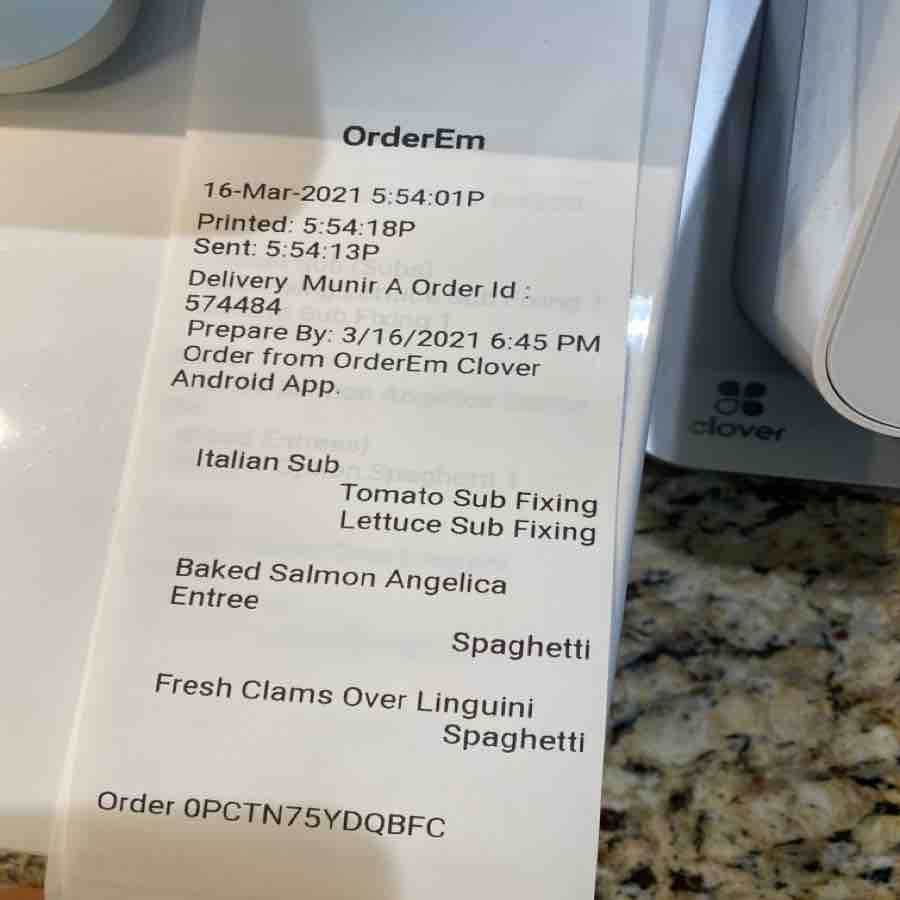 OrderEm
16-Mar-2021 5:54:01P
Printed: 5:54:18P
Sent: 5:54:13P
Delivery Munir A Order Id :
574484
Prepare By: 3/16/2021 6:45 PM
Order from OrderEm Clover
Android App.
Italian Sub
Tomato Sub Fixing
Lettuce Sub Fixing
Baked Salmon Angelica
Entree
Spaghetti
Fresh Clams Over Linguini
Spaghetti
Order 0PCTN75YDQBFC
clover